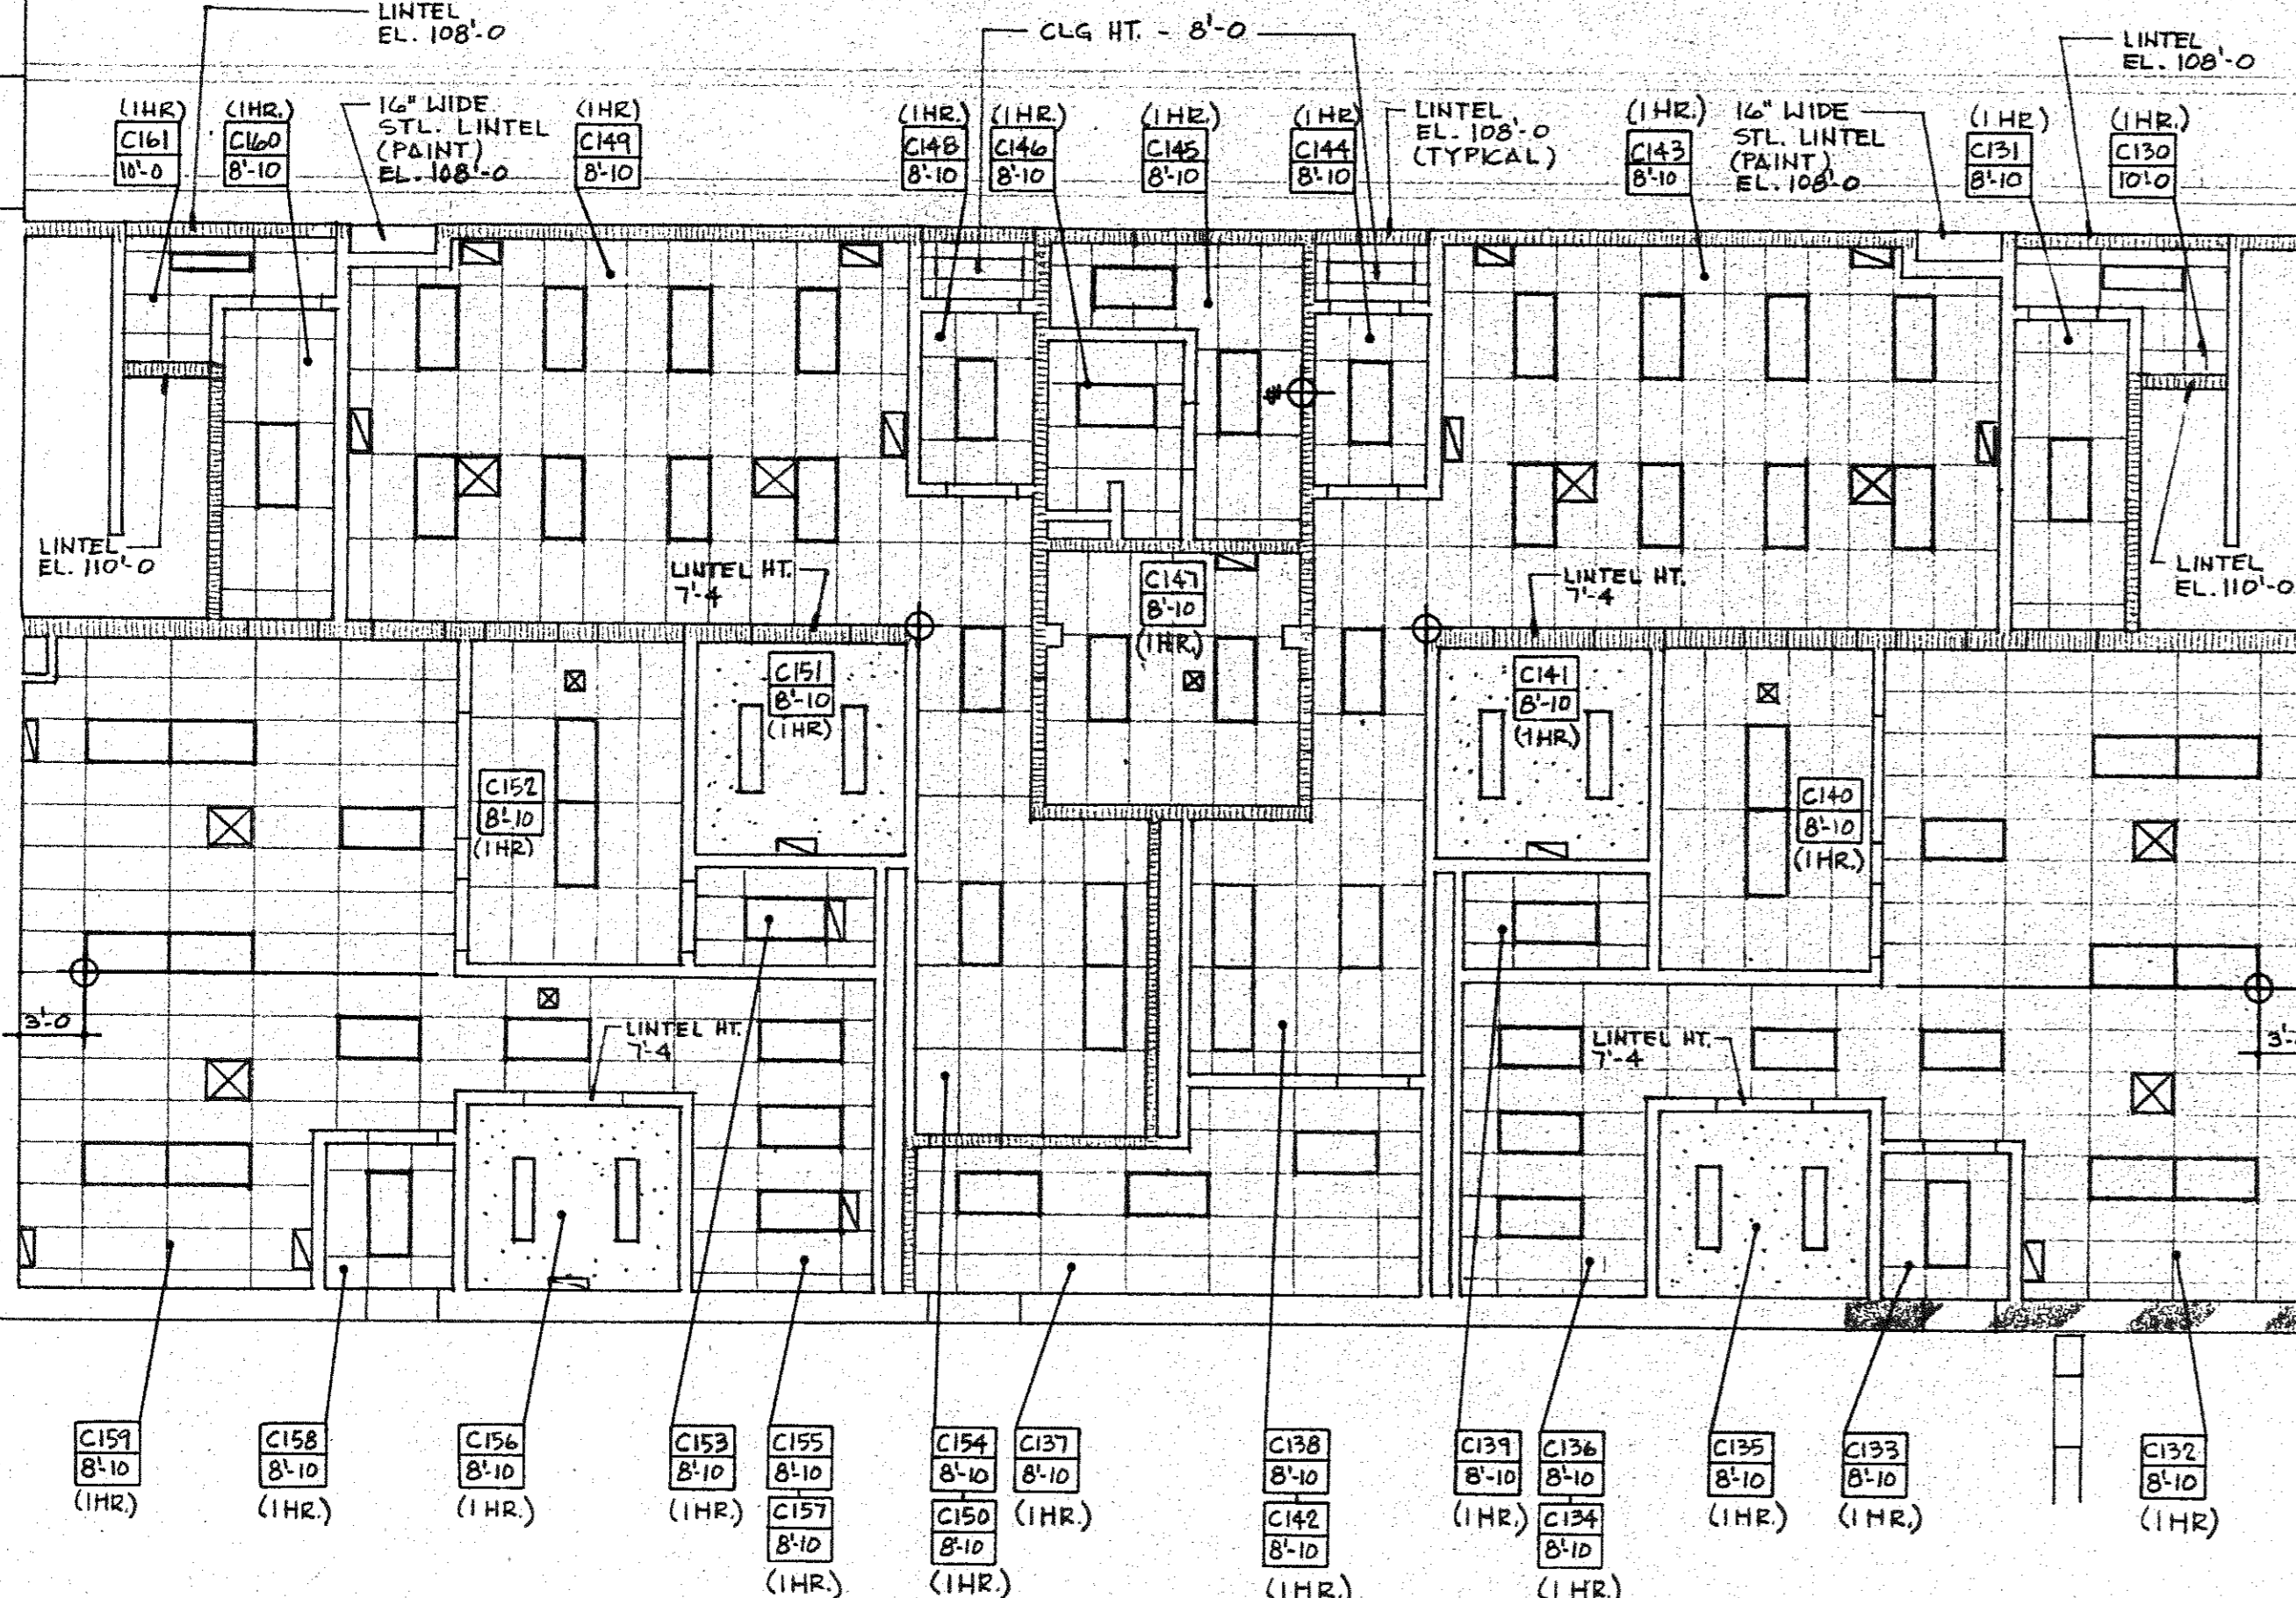 LINTEL
EL. 108'-0
CLG HT. - 8'-0
LINTEL
EL. 108'-0
(1HR)
C161
10'-0
(1HR.)
C160
8'-10
16" WIDE
STL. LINTEL
(PAINT)
EL. 108'-0
(1HR)
C149
8'-10
(1HR.)
C148
8'-10
(1HR.)
C146
8'-10
(1HR.)
C145
8'-10
(1HR)
C144
8'-10
LINTEL
EL. 108'-0
(TYPICAL)
(1HR.)
C143
8'-10
16" WIDE
STL. LINTEL
(PAINT)
EL. 108'-0
(1HR)
C131
8'-10
(1HR.)
C130
10'-0
LINTEL
EL. 110'-0
LINTEL HT.
7'-4
C147
8'-10
(1HR.)
LINTEL HT.
7'-4
LINTEL
EL. 110'-0
C151
8'-10
(1HR)
C141
8'-10
(1HR)
C152
8'-10
(1HR)
C140
8'-10
(1HR.)
3'-0
LINTEL HT.
7'-4
LINTEL HT.
7'-4
C159
8'-10
(1HR.)
C158
8'-10
(1HR.)
C156
8'-10
(1HR.)
C153
8'-10
(1HR.)
C155
8'-10
C157
8'-10
(1HR.)
C154
8'-10
C150
8'-10
(1HR.)
C137
8'-10
(1HR.)
C138
8'-10
C142
8'-10
(1HR.)
C139
8'-10
(1HR.)
C136
8'-10
C134
8'-10
(1HR.)
C135
8'-10
(1HR.)
C133
8'-10
(1HR.)
C132
8'-10
(1HR)